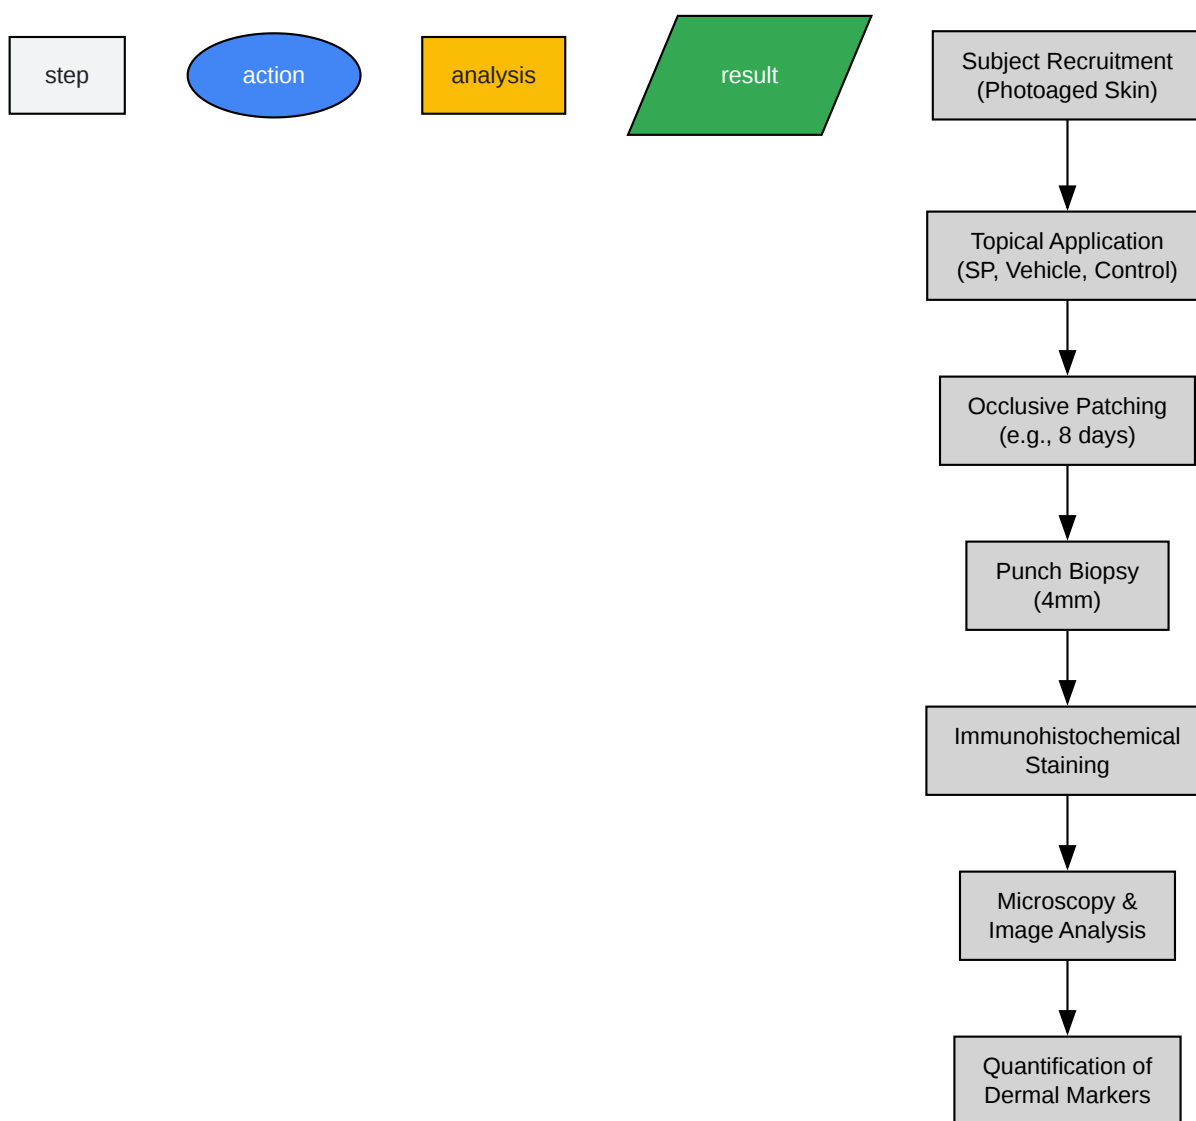 step
action
analysis
result
Subject Recruitment
(Photoaged Skin)
Topical Application
(SP, Vehicle, Control)
Occlusive Patching
(e.g., 8 days)
Punch Biopsy
(4mm)
Immunohistochemical
Staining
Microscopy &
Image Analysis
Quantification of
Dermal Markers